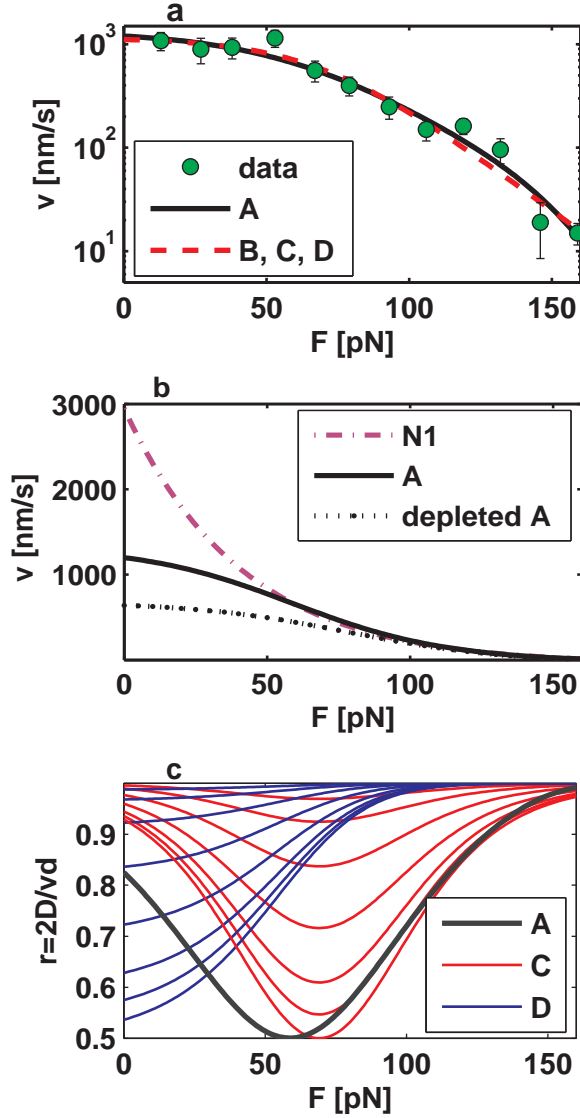 a
v [nm/s]
10^3
10^2
10^1
data
A
B, C, D
0 50 100 150
F [pN]
b
v [nm/s]
3000
2000
1000
N1
A
depleted A
0 50 100 150
F [pN]
c
r=2D/vd
0.9
0.8
0.7
0.6
0.5
A
C
D
0 50 100 150
F [pN]